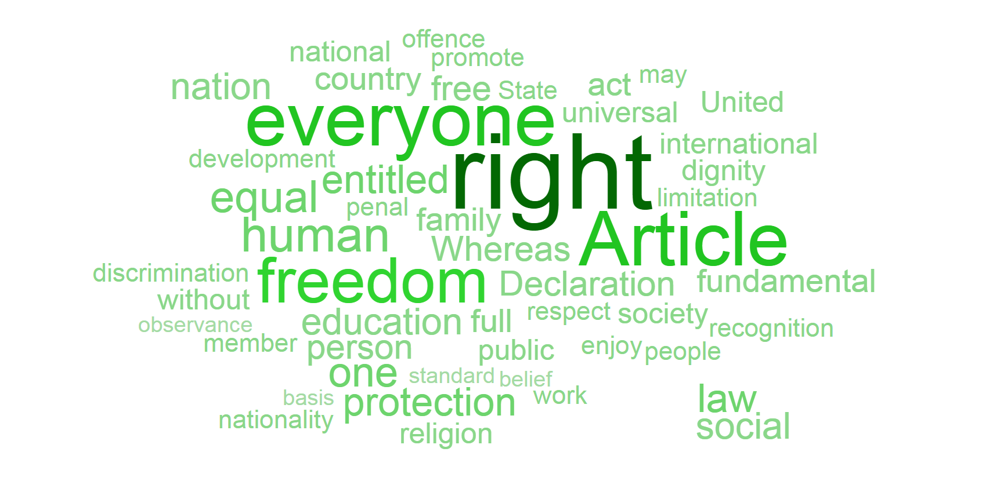 offence
national
promote
country
may
nation
free
State
act
United
everyone
universal
international
development
right
entitled
dignity
equal
limitation
penal
family
human
Article
Whereas
discrimination
freedom
Declaration
fundamental
without
respect
society
observance
education
full
recognition
member
person
public
enjoy
people
one
standard
belief
basis
protection
work
law
nationality
social
religion